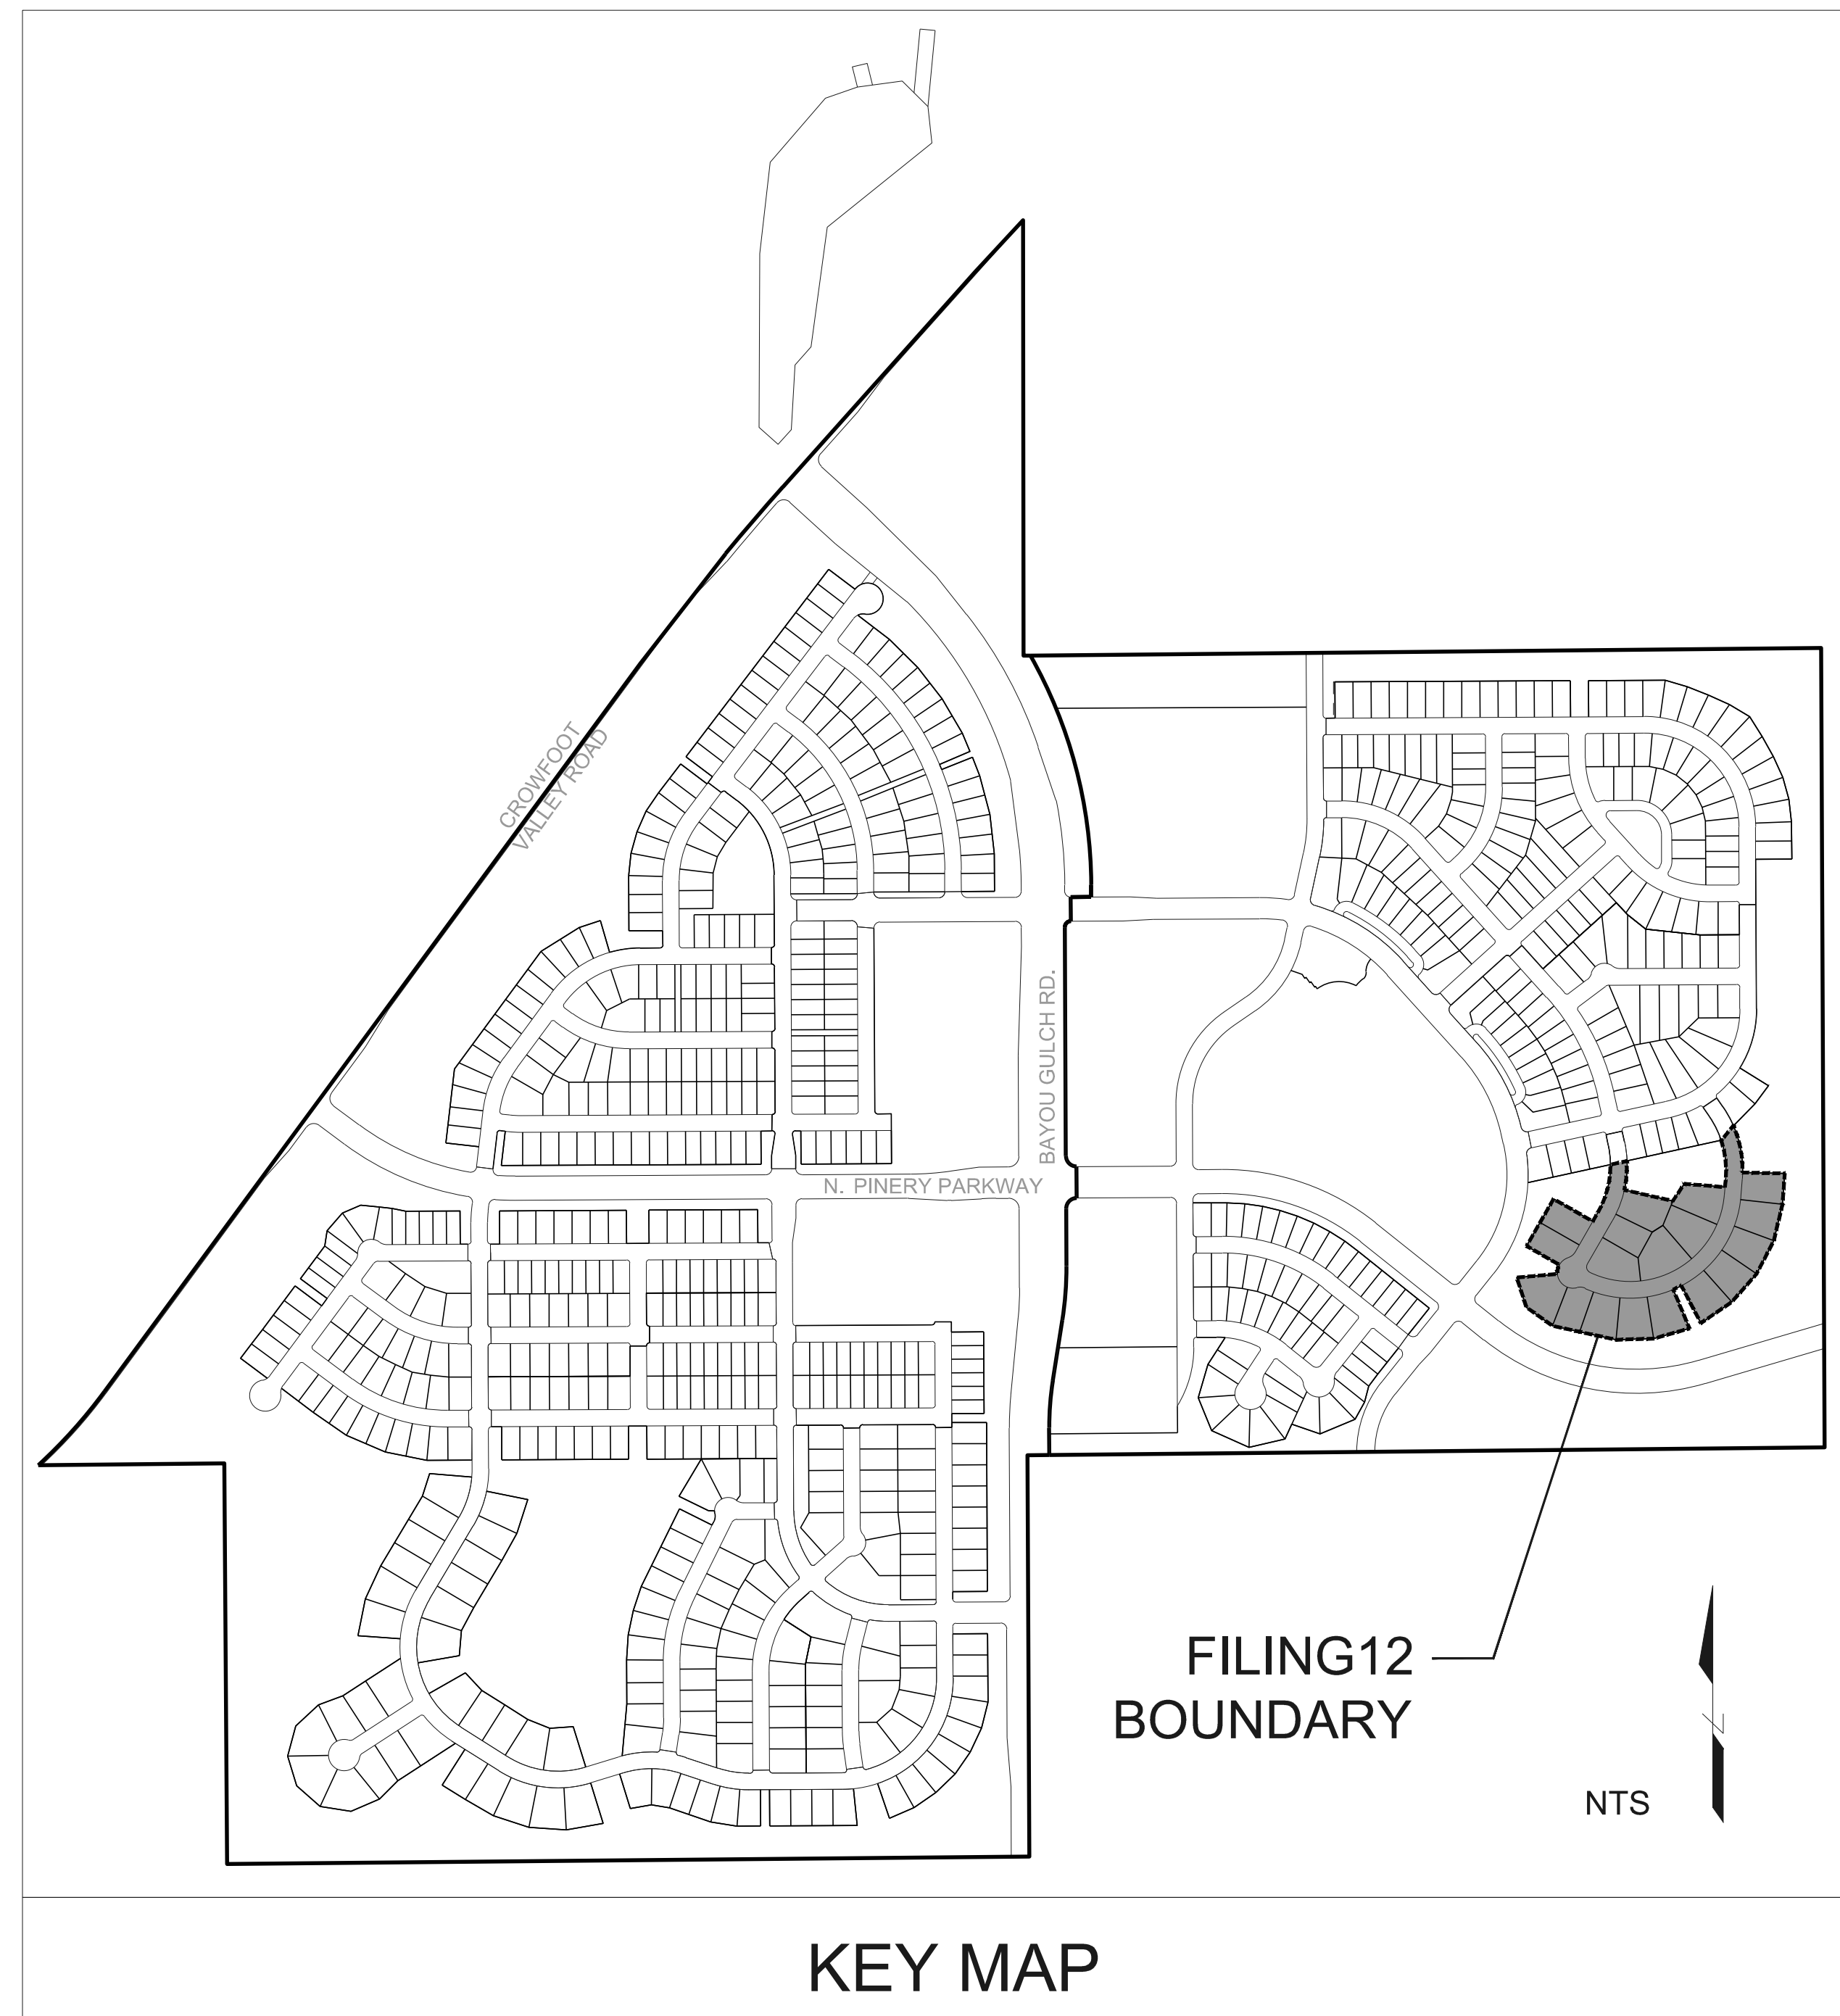 CROWFOOT
VALLEY ROAD
BAYOU GULCH RD.
N. PINERY PARKWAY
FILING12
BOUNDARY
NTS
KEY MAP